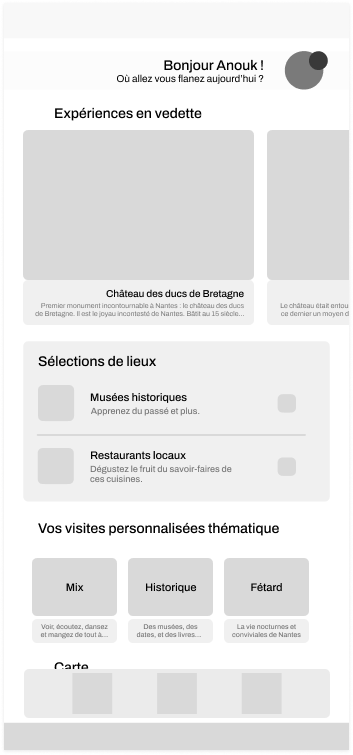 Bonjour Anouk !
Où allez vous flanez aujourd'hui ?
Expériences en vedette
Château des ducs de Bretagne
Premier monument incontournable à Nantes : le château des ducs
de Bretagne. Il est le joyau incontesté de Nantes. Bâtit au 15 siècle...
Le château était entou
ce dernier un moyen d
Sélections de lieux
Musées historiques
Apprenez du passé et plus.
Restaurants locaux
Dégustez le fruit du savoir-faires de
ces cuisines.
Vos visites personnalisées thématique
Mix
Historique
Fétard
Voir, écoutez, dansez
et mangez de tout à...
Des musées, des
dates, et des livres...
La vie nocturnes et
conviviales de Nantes
Carte